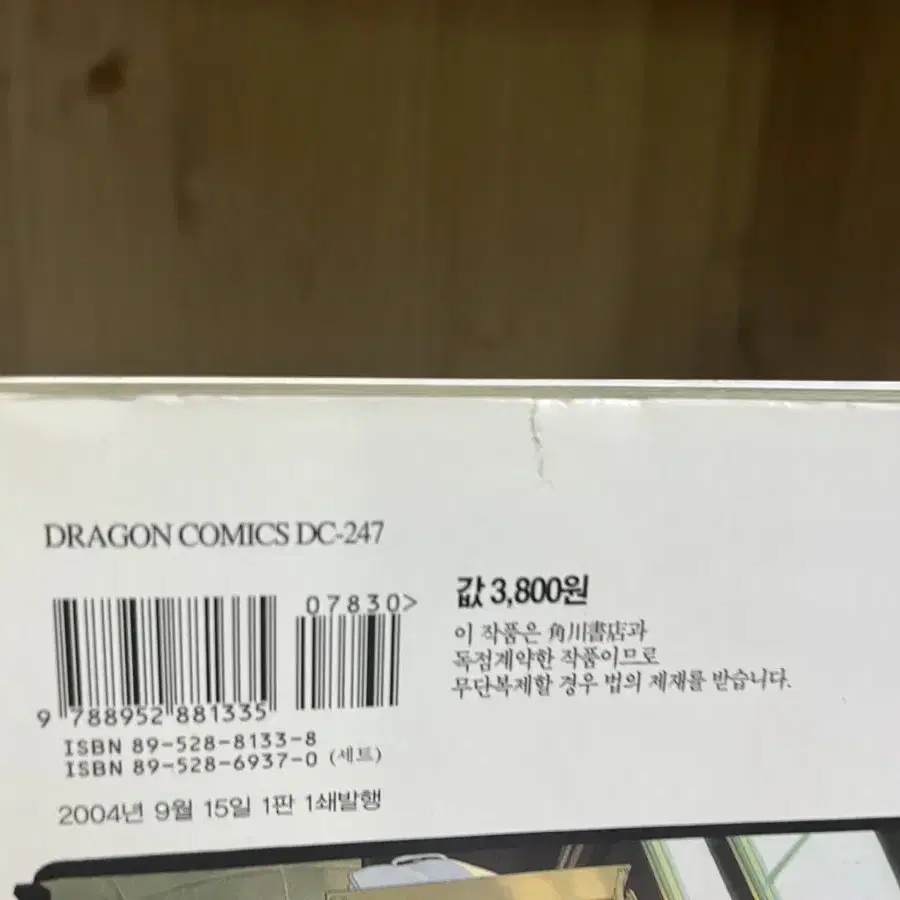 DRAGON COMICS DC-247
07830>
9 788952 881335
ISBN 89-528-8133-8
ISBN 89-528-6937-0 (세트)
2004년 9월 15일 1판 1쇄발행
값 3,800원
이 작품은 角川書店과
독점계약한 작품이므로
무단복제할 경우 법의 제재를 받습니다.